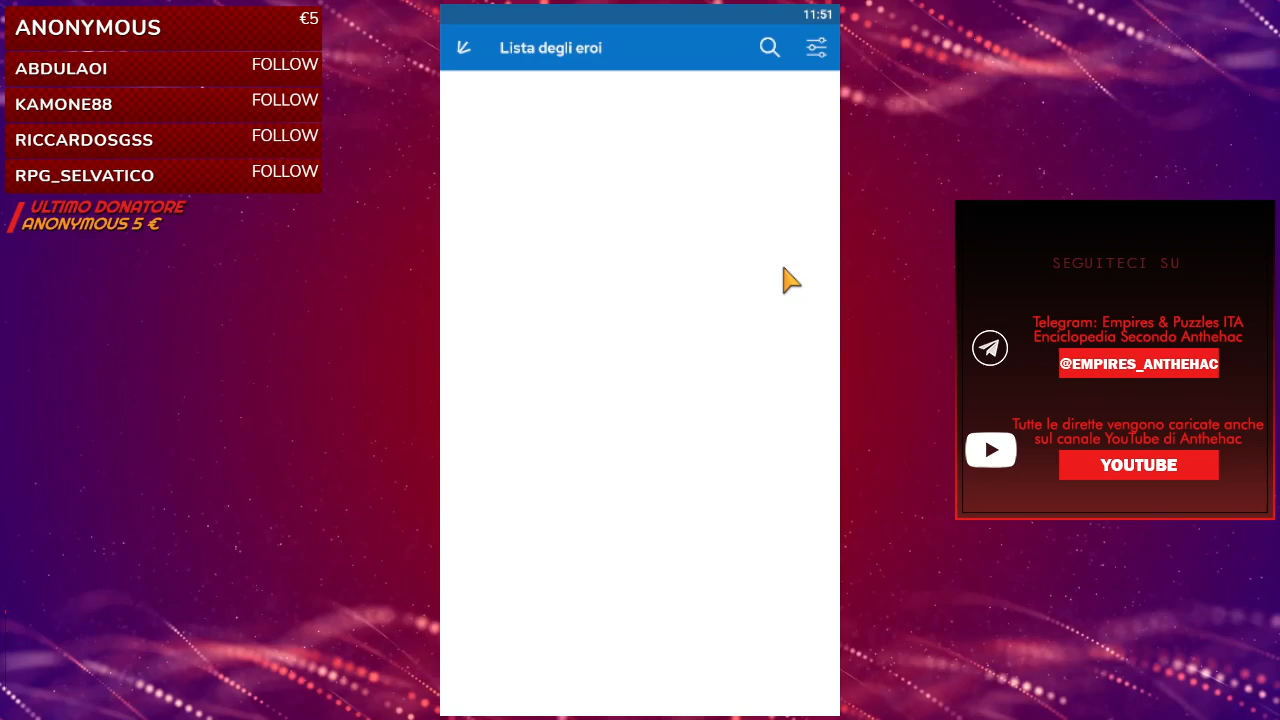 ANONYMOUS €5
ABDULAOI FOLLOW
KAMONE88 FOLLOW
RICCARDOSGSS FOLLOW
RPG_SELVATICO FOLLOW
ULTIMO DONATORE
ANONYMOUS 5 €
11:51
Lista degli eroi
SEGUITECI SU
Telegram: Empires & Puzzles ITA
Enciclopedia Secondo Anthehac
@EMPIRES_ANTHEHAC
Tutte le dirette vengono caricate anche
sul canale YouTube di Anthehac
YOUTUBE